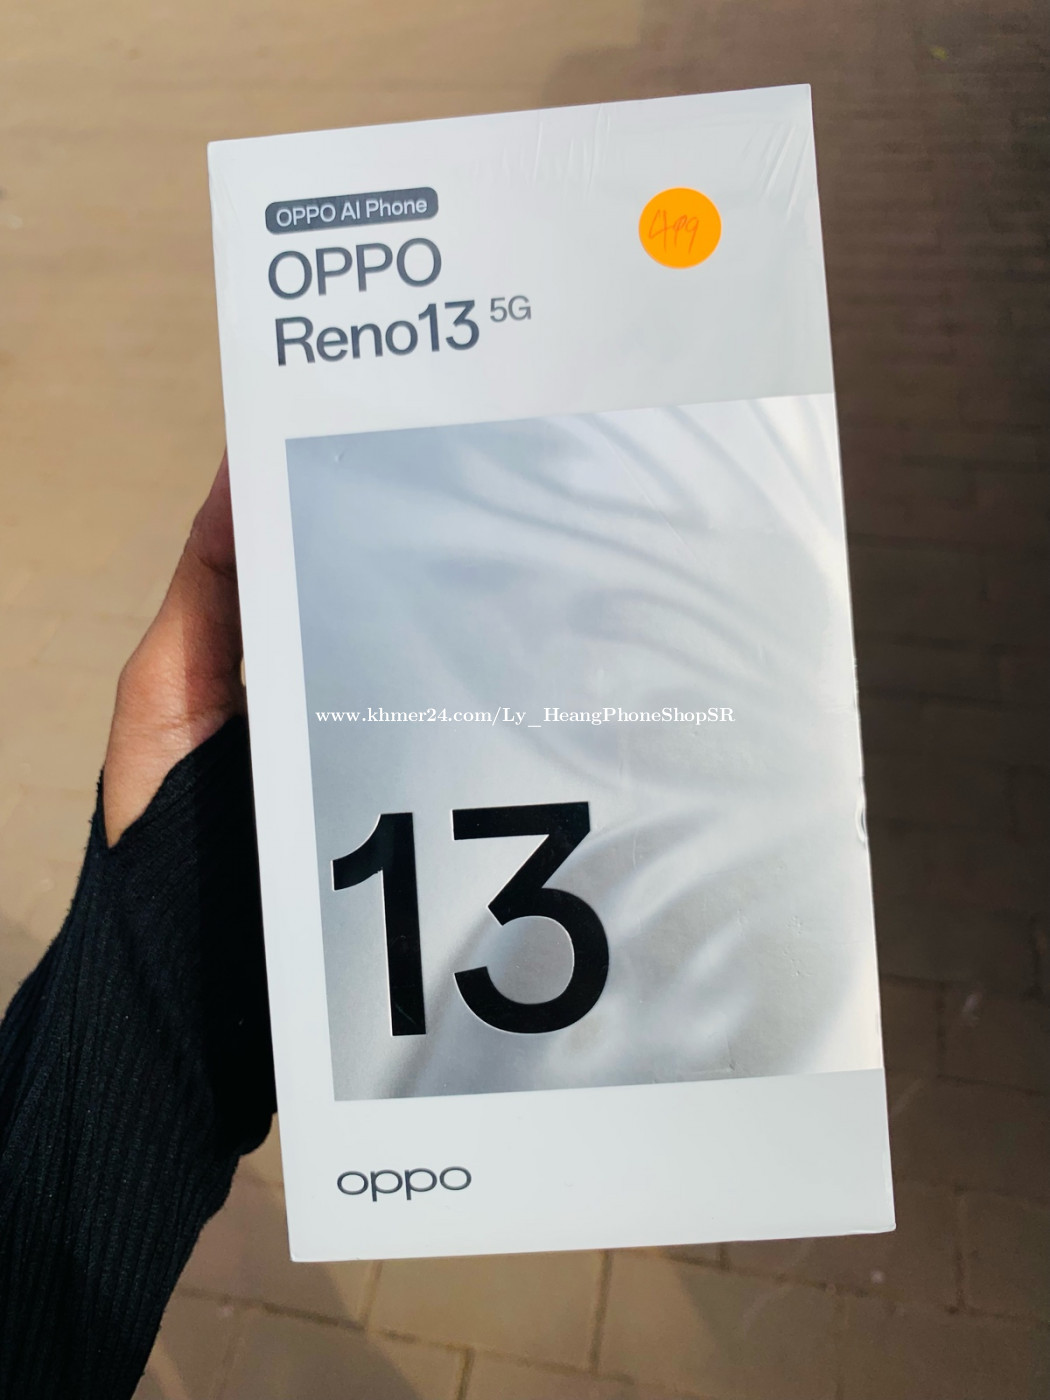 OPPO AI Phone
OPPO
Reno13 5G
499
www.khmer24.com/Ly_HeangPhoneShopSR
13
oppo